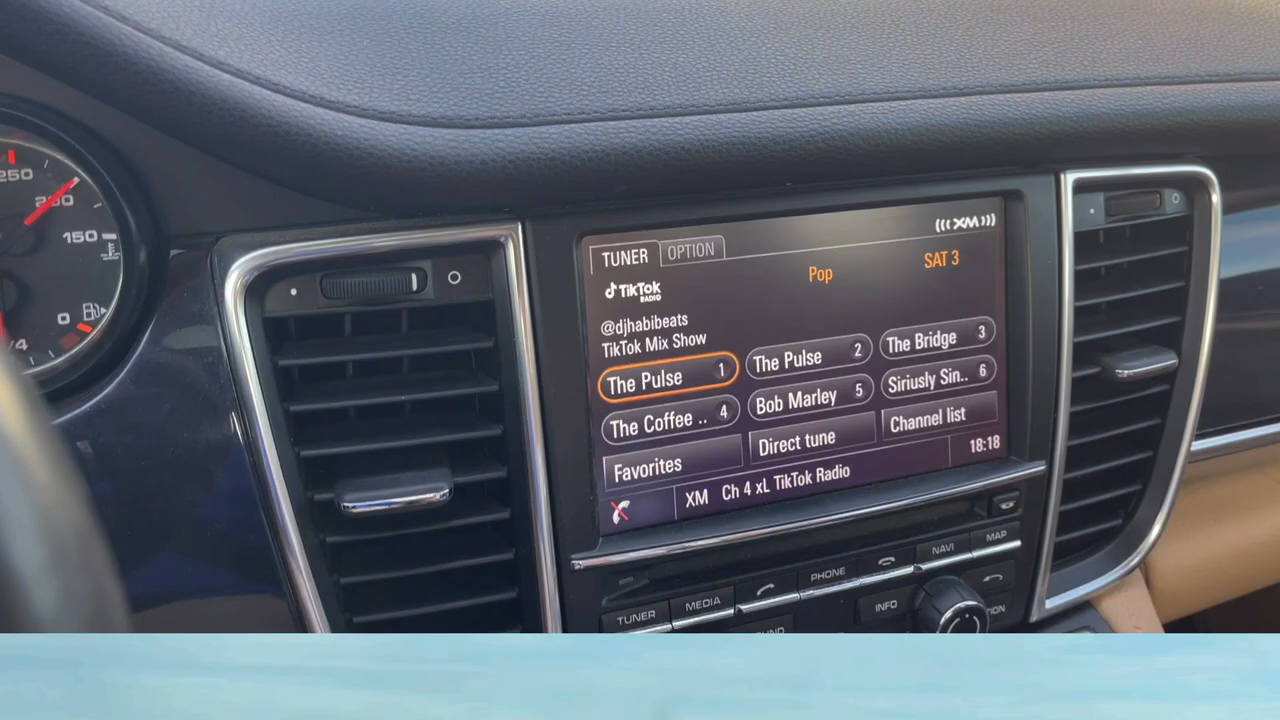 250
200
150
0
/4
((( XM )))
TUNER
OPTION
TikTok
RADIO
Pop
SAT 3
@djhabibeats
TikTok Mix Show
The Pulse 1
The Pulse 2
The Bridge 3
The Coffee .. 4
Bob Marley 5
Siriusly Sin.. 6
Favorites
Direct tune
Channel list
XM Ch 4 xL TikTok Radio
18:18
TUNER
MEDIA
PHONE
NAVI
MAP
INFO